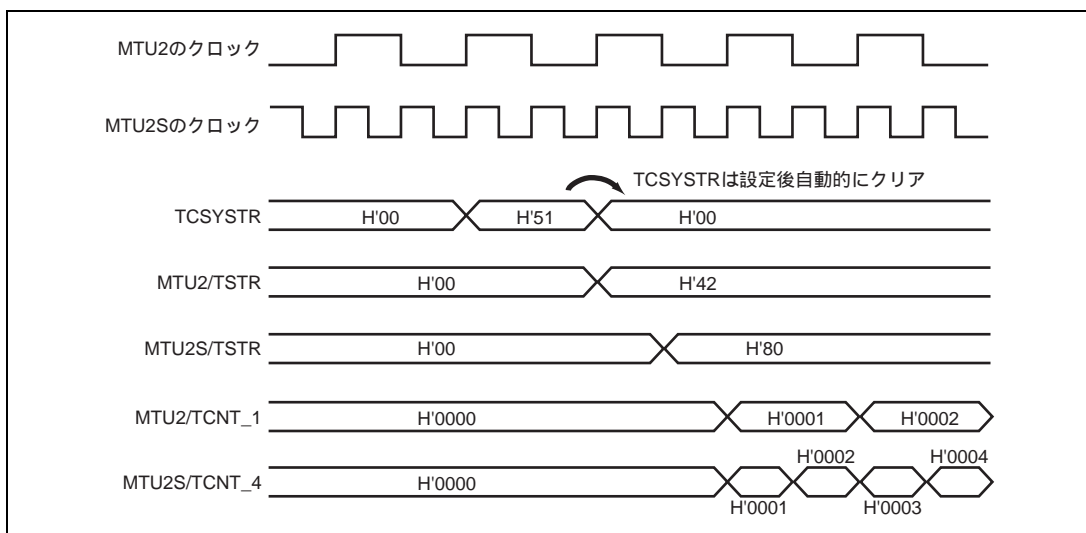 MTU2のクロック
MTU2Sのクロック
TCSYSTRは設定後自動的にクリア
TCSYSTR H'00 H'51 H'00
MTU2/TSTR H'00 H'42
MTU2S/TSTR H'00 H'80
MTU2/TCNT_1 H'0000 H'0001 H'0002
H'0002 H'0004
MTU2S/TCNT_4 H'0000
H'0001 H'0003